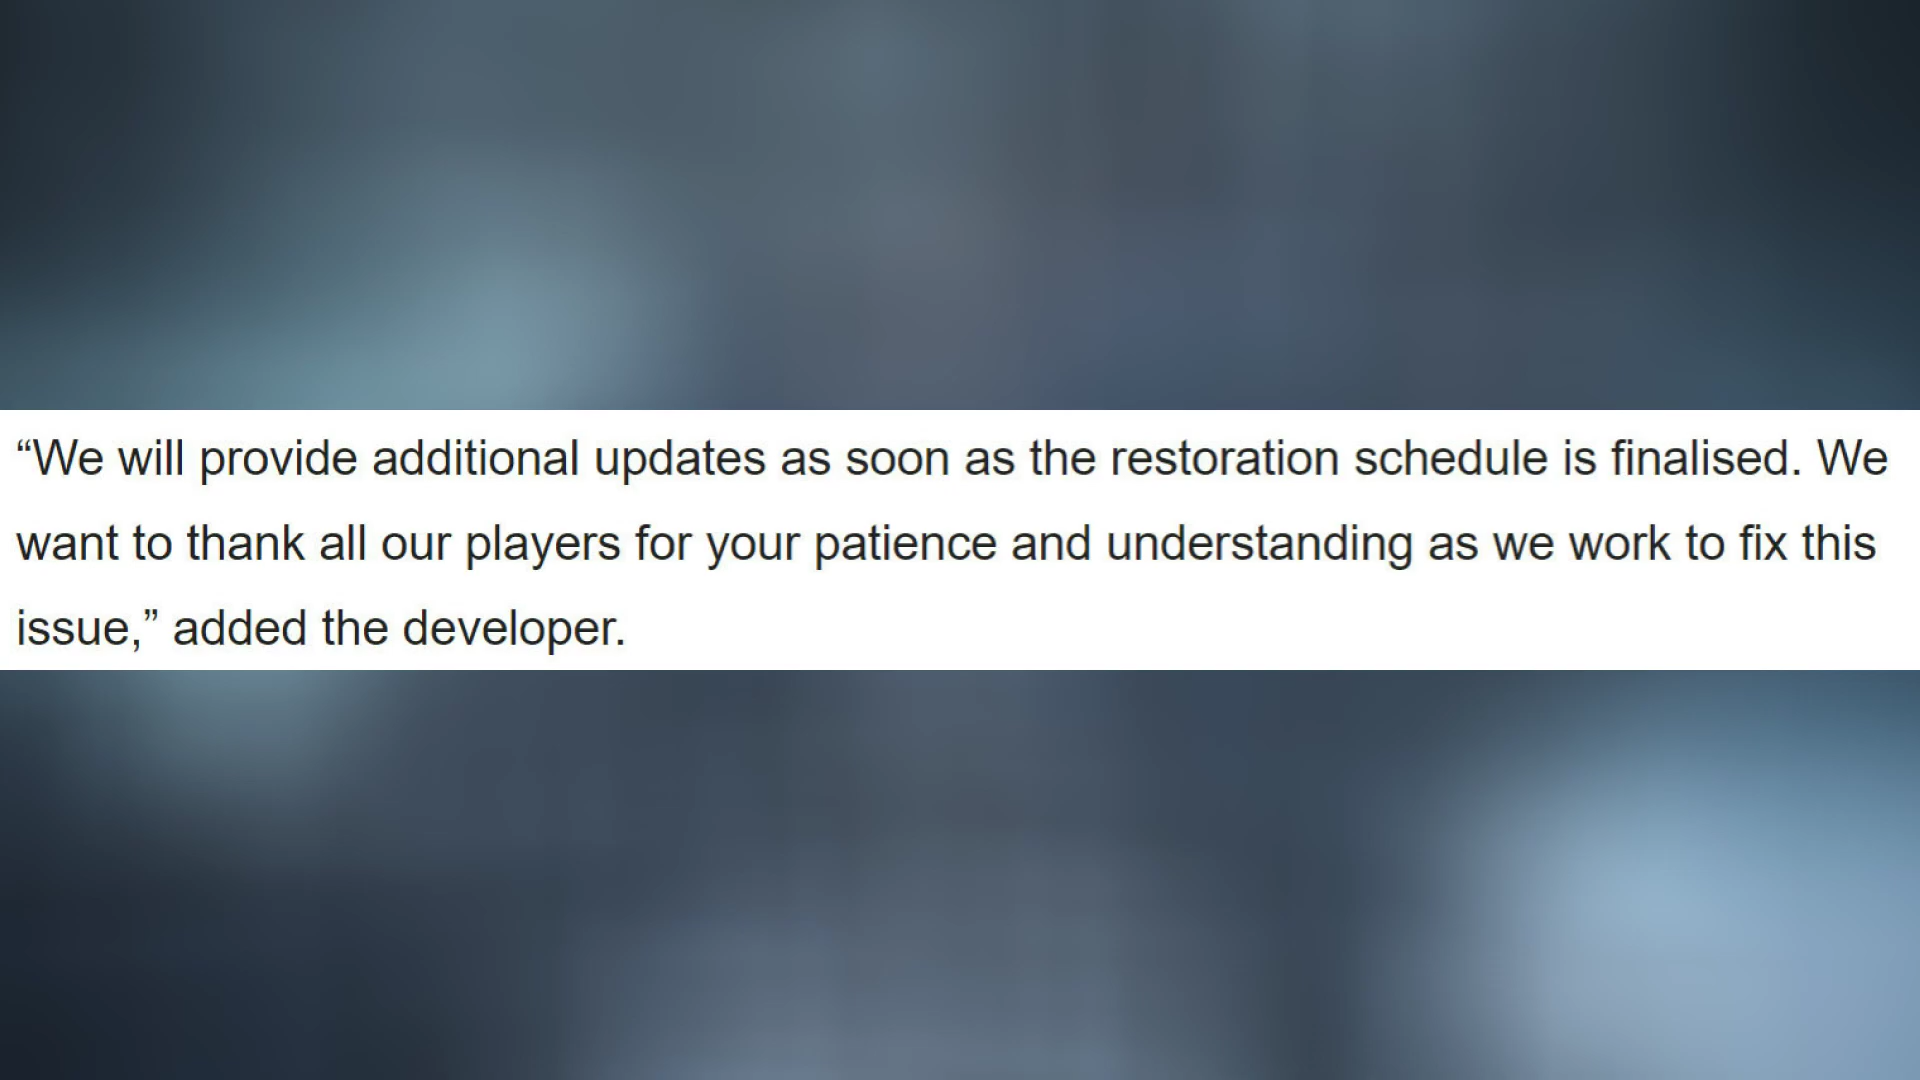 “We will provide additional updates as soon as the restoration schedule is finalised. We
want to thank all our players for your patience and understanding as we work to fix this
issue,” added the developer.